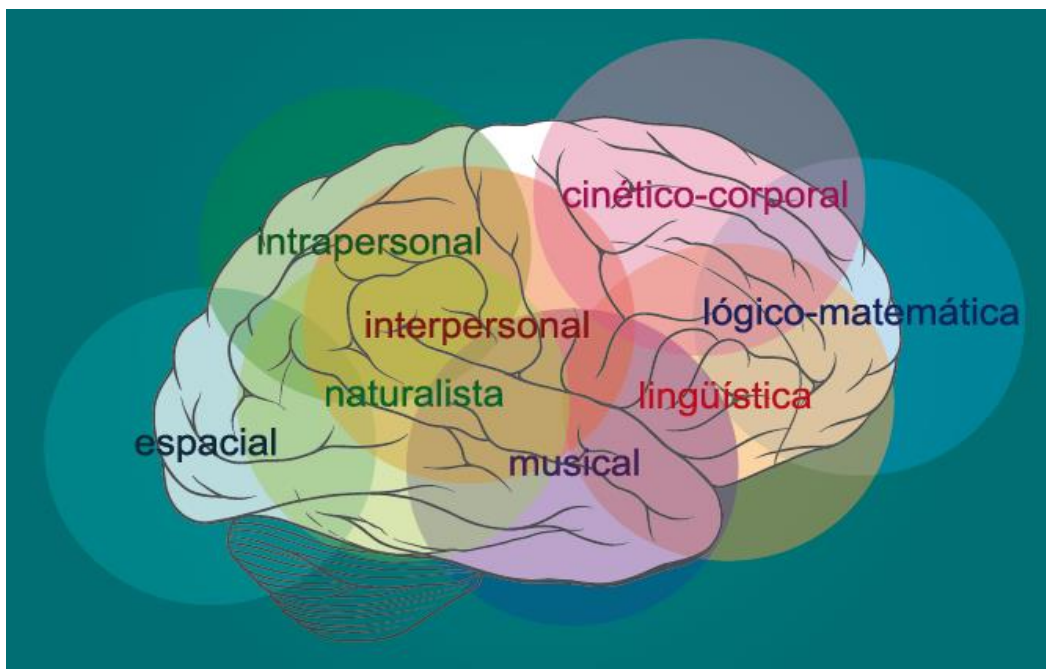 cinético-corporal
intrapersonal
lógico-matemática
interpersonal
naturalista
lingüística
espacial
musical